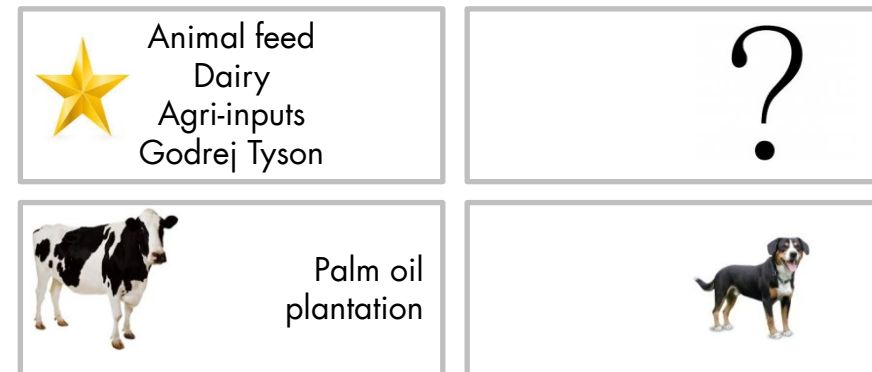 Animal feed
Dairy
Agri-inputs
Godrej Tyson
?
Palm oil
plantation